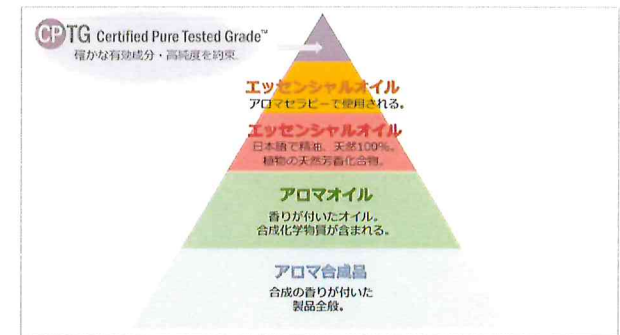 CPTG Certified Pure Tested Grade™
確かな有効成分・高純度を約束
エッセンシャルオイル
アロマセラピーで使用される。
エッセンシャルオイル
日本語で精油、天然100%。
植物の天然芳香化合物。
アロマオイル
香りが付いたオイル。
合成化学物質が含まれる。
アロマ合成品
合成の香りが付いた
製品全般。